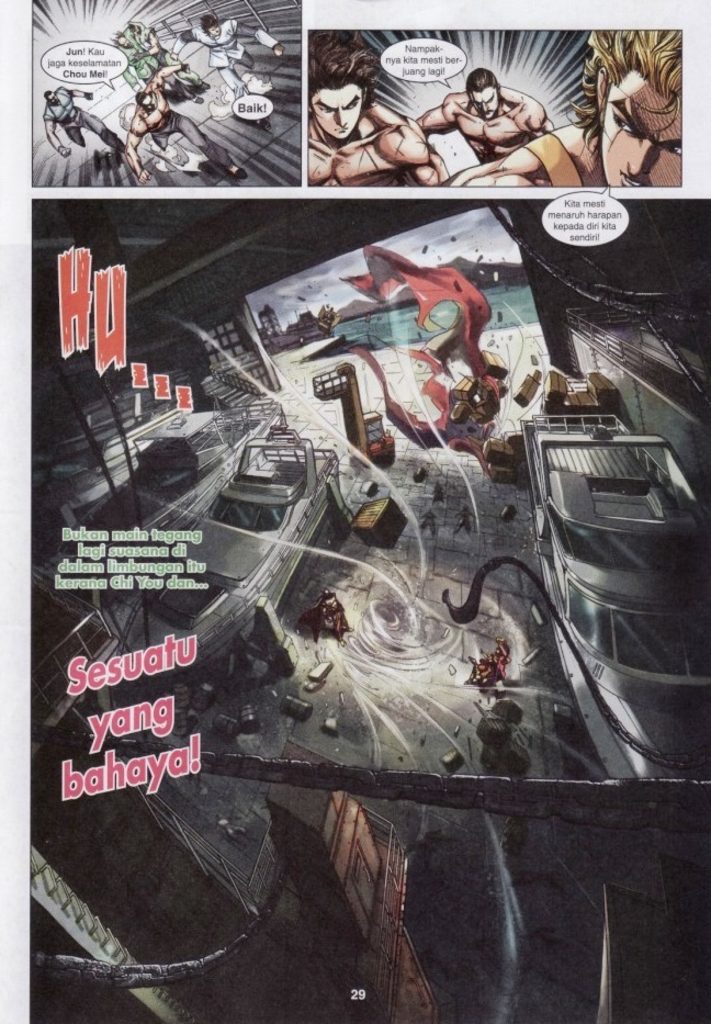 Jun! Kau
jaga keselamatan
Chou Mei!
Baik!
Nampak-
nya kita mesti ber-
juang lagi!
Kita mesti
menaruh harapan
kepada diri kita
sendiri!
HU...
Bukan main tegang
lagi suasana di
dalam limbungan itu
kerana Chi You dan...
Sesuatu
yang
bahaya!
29